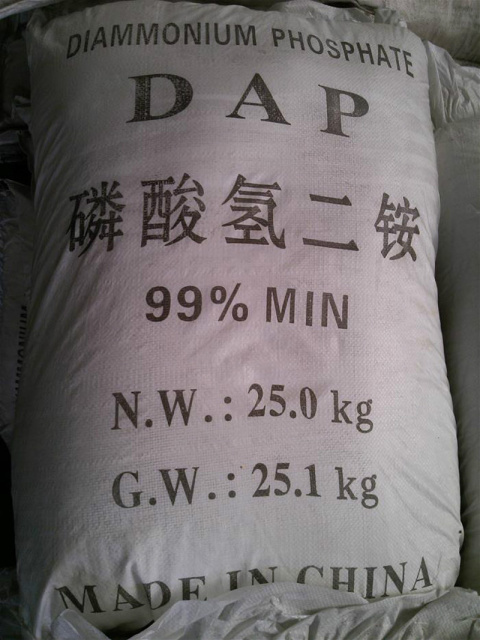 DIAMMONIUM PHOSPHATE
DAP
磷酸氢二铵
99% MIN
N.W.: 25.0 kg
G.W.: 25.1 kg
MADE IN CHINA
MMONIUM